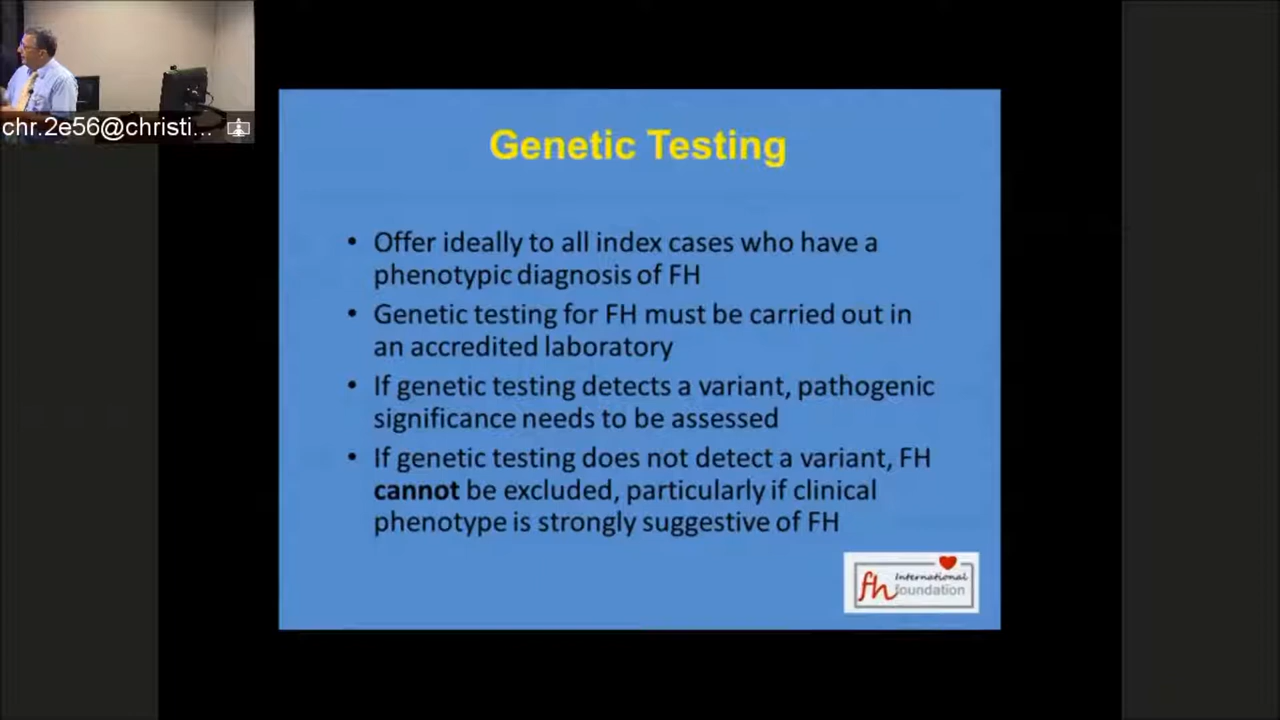 chr.2e56@christi...
Genetic Testing
• Offer ideally to all index cases who have a
phenotypic diagnosis of FH
• Genetic testing for FH must be carried out in
an accredited laboratory
• If genetic testing detects a variant, pathogenic
significance needs to be assessed
• If genetic testing does not detect a variant, FH
cannot be excluded, particularly if clinical
phenotype is strongly suggestive of FH
fh International
foundation